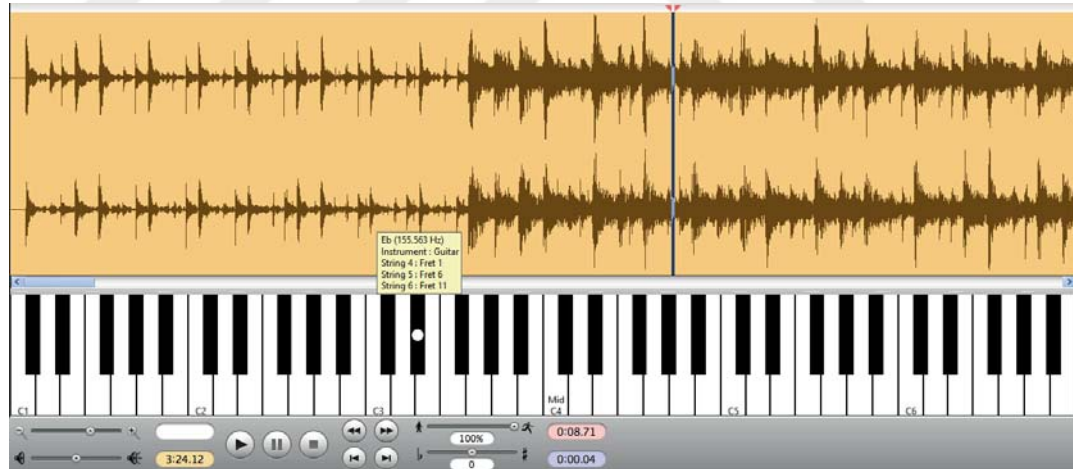 Eb (155.563 Hz)
Instrument : Guitar
String 4 : Fret 1
String 5 : Fret 6
String 6 : Fret 11
Mid
C1 C2 C3 C4 C5 C6
100% 0:08.71
3:24.12 0 0:00.04